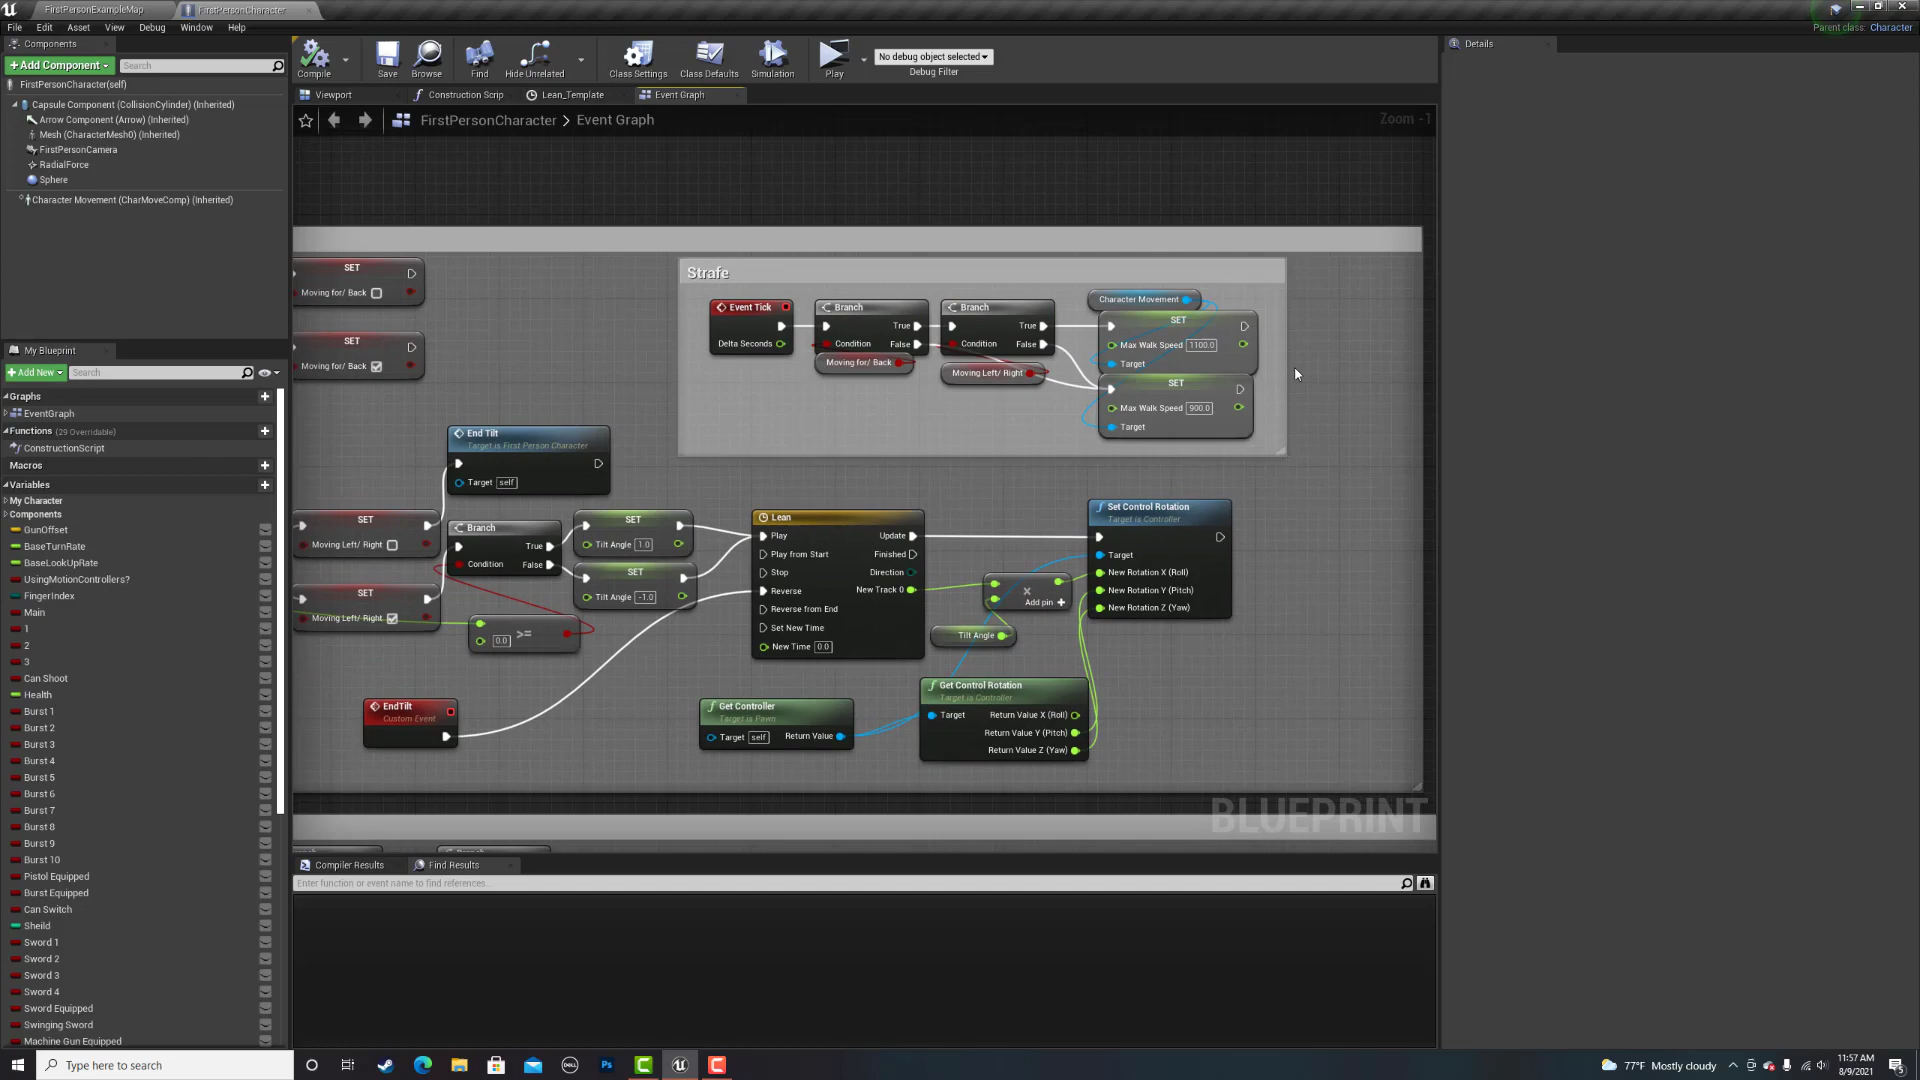 FirstPersonExampleMap
FirstPersonCharacter
File Edit Asset View Debug Window Help
Parent class: Character
Components
+Add Component
Search
FirstPersonCharacter(self)
Capsule Component (CollisionCylinder) (Inherited)
Arrow Component (Arrow) (Inherited)
Mesh (CharacterMesh0) (Inherited)
FirstPersonCamera
RadialForce
Sphere
Character Movement (CharMoveComp) (Inherited)
My Blueprint
+Add New
Search
Graphs
EventGraph
Functions (29 Overridable)
ConstructionScript
Macros
Variables
My Character
Components
GunOffset
BaseTurnRate
BaseLookUpRate
UsingMotionControllers?
FingerIndex
Main
1
2
3
Can Shoot
Health
Burst 1
Burst 2
Burst 3
Burst 4
Burst 5
Burst 6
Burst 7
Burst 8
Burst 9
Burst 10
Pistol Equipped
Burst Equipped
Can Switch
Sheild
Sword 1
Sword 2
Sword 3
Sword 4
Sword Equipped
Swinging Sword
Machine Gun Equipped
Compile
Save
Browse
Find
Hide Unrelated
Class Settings
Class Defaults
Simulation
Play
No debug object selected
Debug Filter
Viewport
Construction Scrip
Lean_Template
Event Graph
FirstPersonCharacter > Event Graph
Zoom -1
SET
Moving for/ Back
SET
Moving for/ Back
Strafe
Event Tick
Delta Seconds
Branch
True
Condition
False
Moving for/ Back
Branch
True
Condition
False
Moving Left/ Right
Character Movement
SET
Max Walk Speed 1100.0
Target
SET
Max Walk Speed 900.0
Target
End Tilt
Target is First Person Character
Target self
SET
Moving Left/ Right
SET
Moving Left/ Right
Branch
True
Condition
False
SET
Tilt Angle 1.0
SET
Tilt Angle -1.0
0.0 >=
EndTilt
Custom Event
Lean
Play
Play from Start
Stop
Reverse
Reverse from End
Set New Time
New Time 0.0
Update
Finished
Direction
New Track 0
Add pin +
Tilt Angle
Get Controller
Target is Pawn
Target self
Return Value
Get Control Rotation
Target is Controller
Target
Return Value X (Roll)
Return Value Y (Pitch)
Return Value Z (Yaw)
Set Control Rotation
Target is Controller
Target
New Rotation X (Roll)
New Rotation Y (Pitch)
New Rotation Z (Yaw)
BLUEPRINT
Compiler Results
Find Results
Enter function or event name to find references...
Details
Type here to search
DELL
Ps
77°F Mostly cloudy
11:57 AM
8/9/2021
5